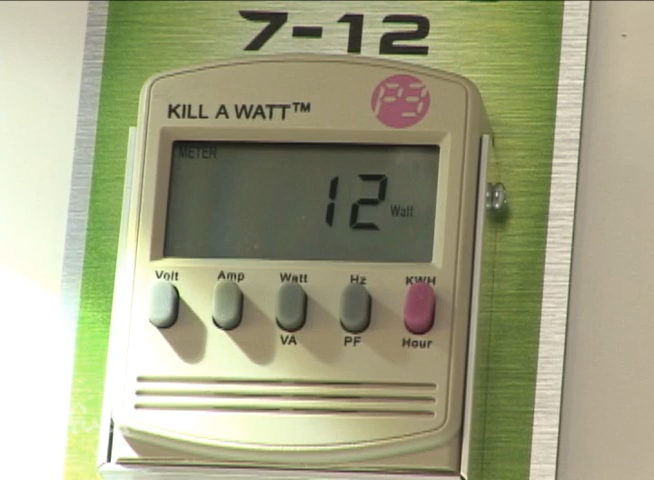 7-12
KILL A WATT™
P3
METER
12 Watt
Volt Amp Watt Hz KWH
VA PF Hour